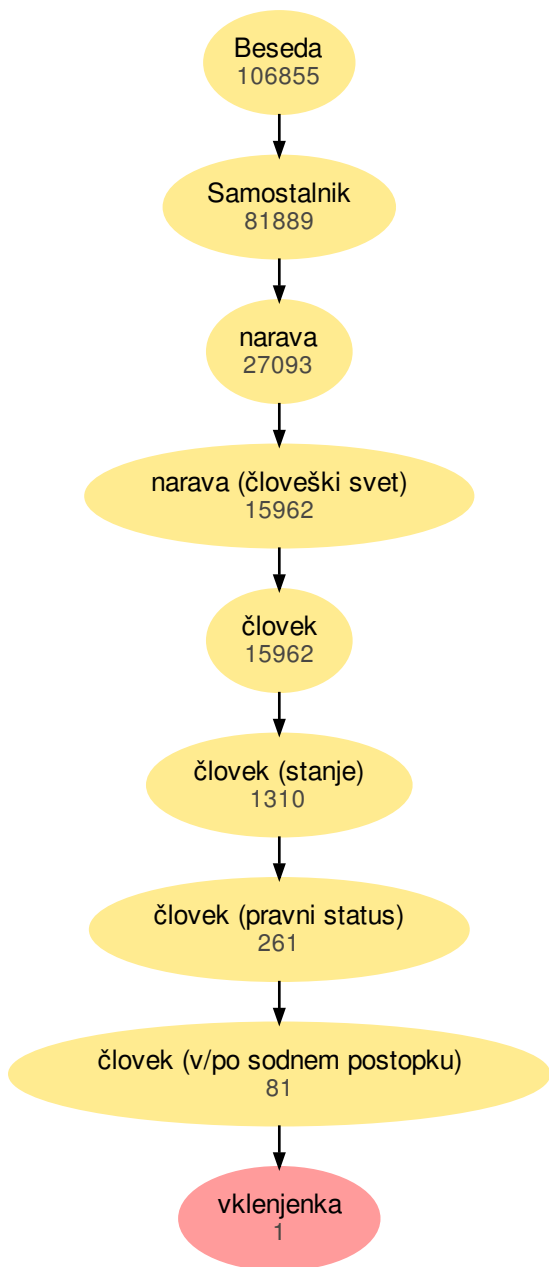 Beseda
106855
Samostalnik
81889
narava
27093
narava (človeški svet)
15962
človek
15962
človek (stanje)
1310
človek (pravni status)
261
človek (v/po sodnem postopku)
81
vklenjenka
1